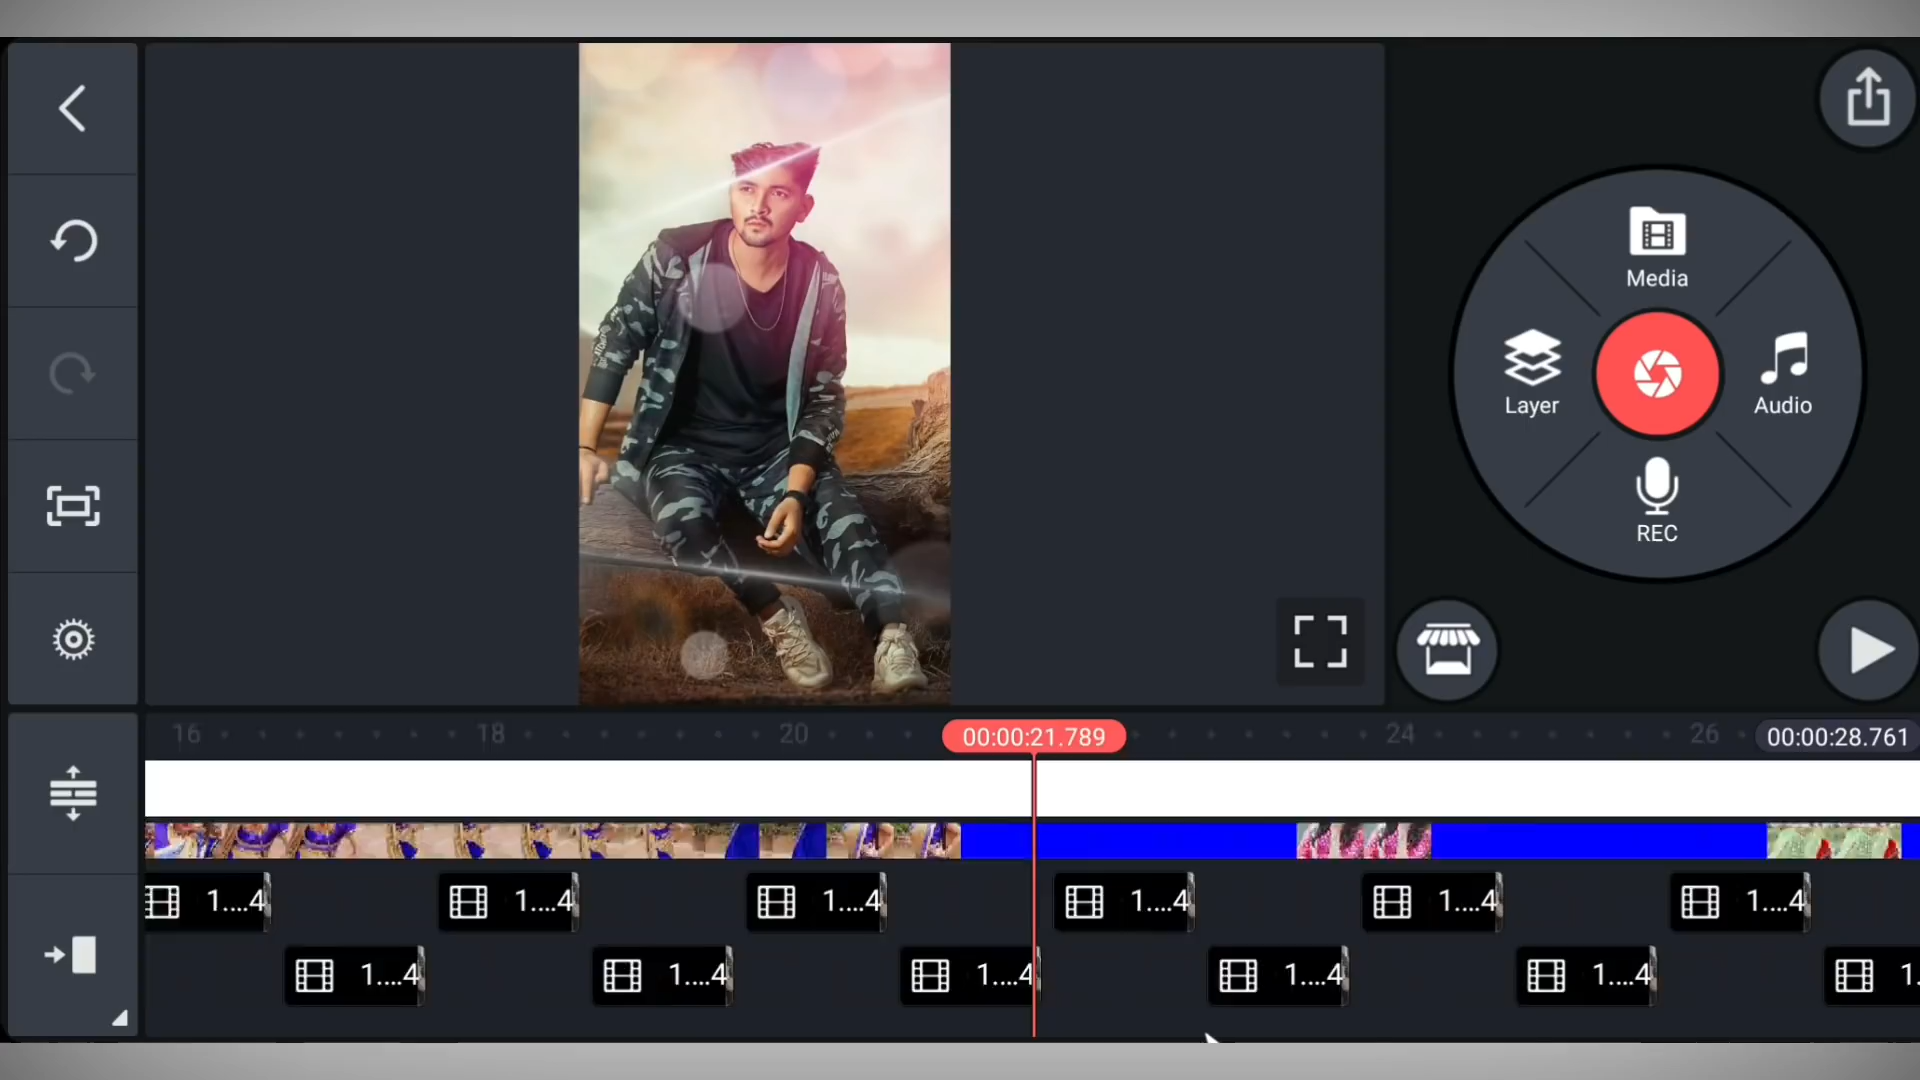 Media
Layer
Audio
REC
16 18 20 00:00:21.789 24 26 00:00:28.761
1....4 1....4 1....4 1....4 1....4 1....4
1....4 1....4 1....4 1....4 1....4 1.